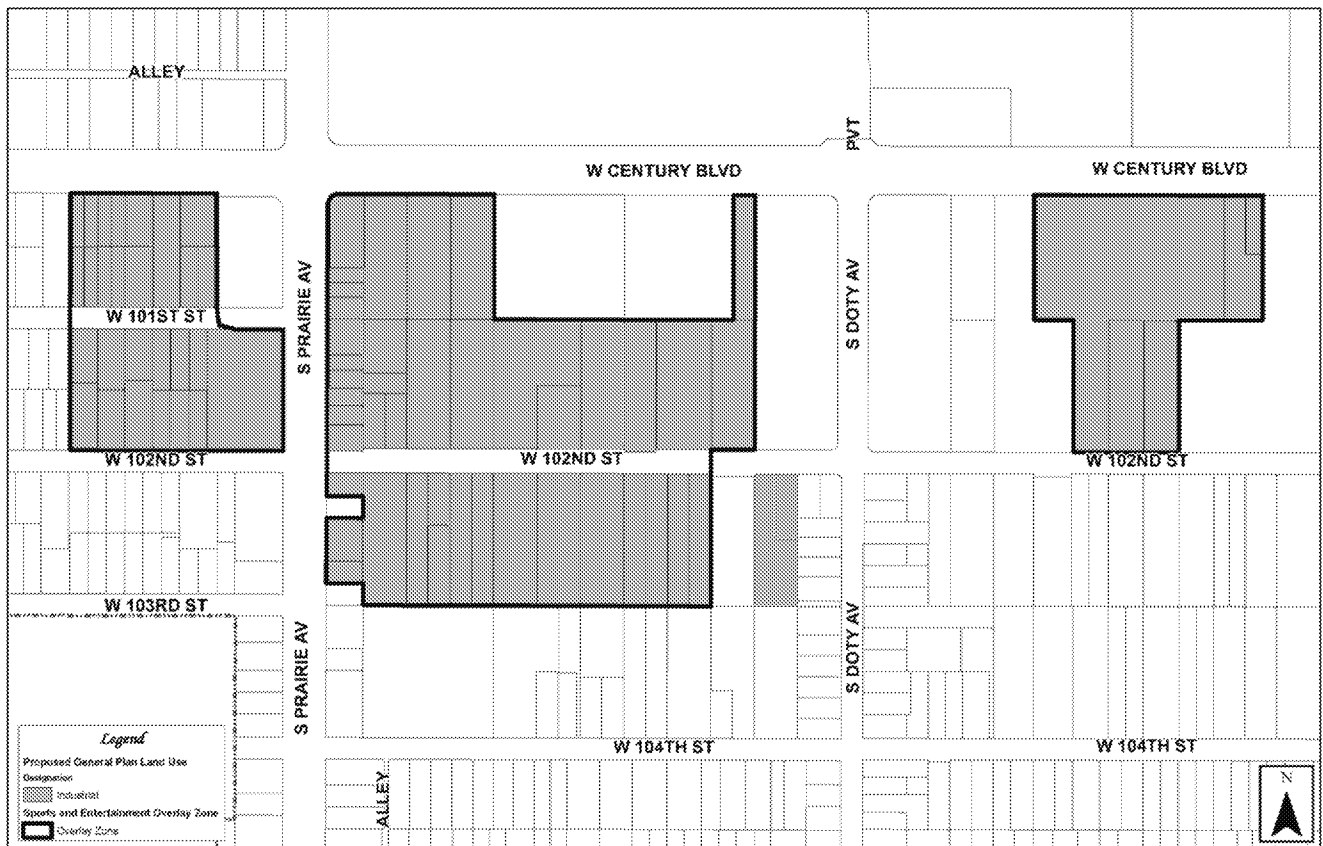 ALLEY
PVT
W CENTURY BLVD
W CENTURY BLVD
S PRAIRIE AV
S DOTY AV
W 101ST ST
W 102ND ST
W 102ND ST
W 102ND ST
W 103RD ST
S PRAIRIE AV
S DOTY AV
W 104TH ST
W 104TH ST
ALLEY
Legend
Proposed General Plan Land Use
Designation
Industrial
Sports and Entertainment Overlay Zone
Overlay Zone
N